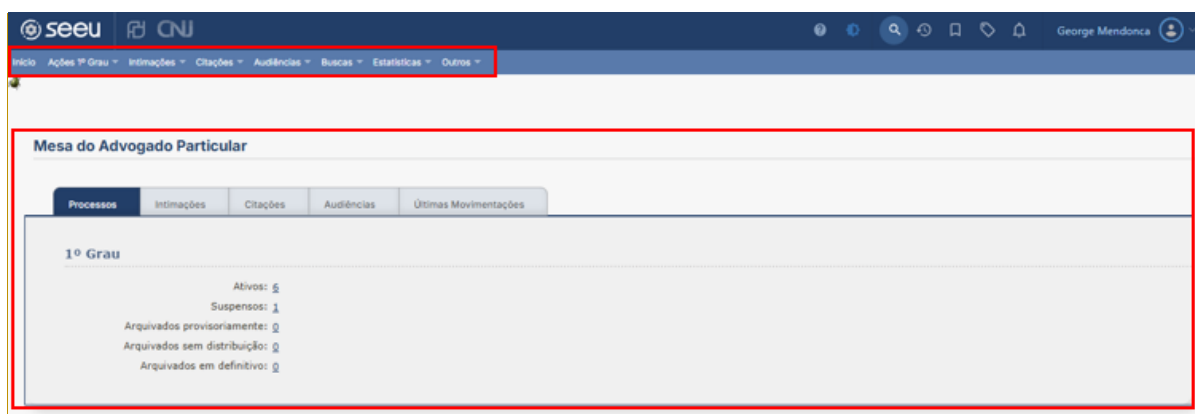 seeu CNJ George Mendonca
Início Ações 1º Grau Intimações Citações Audiências Buscas Estatísticas Outros
Mesa do Advogado Particular
Processos Intimações Citações Audiências Últimas Movimentações
1º Grau
Ativos: 6
Suspensos: 1
Arquivados provisoriamente: 0
Arquivados sem distribuição: 0
Arquivados em definitivo: 0